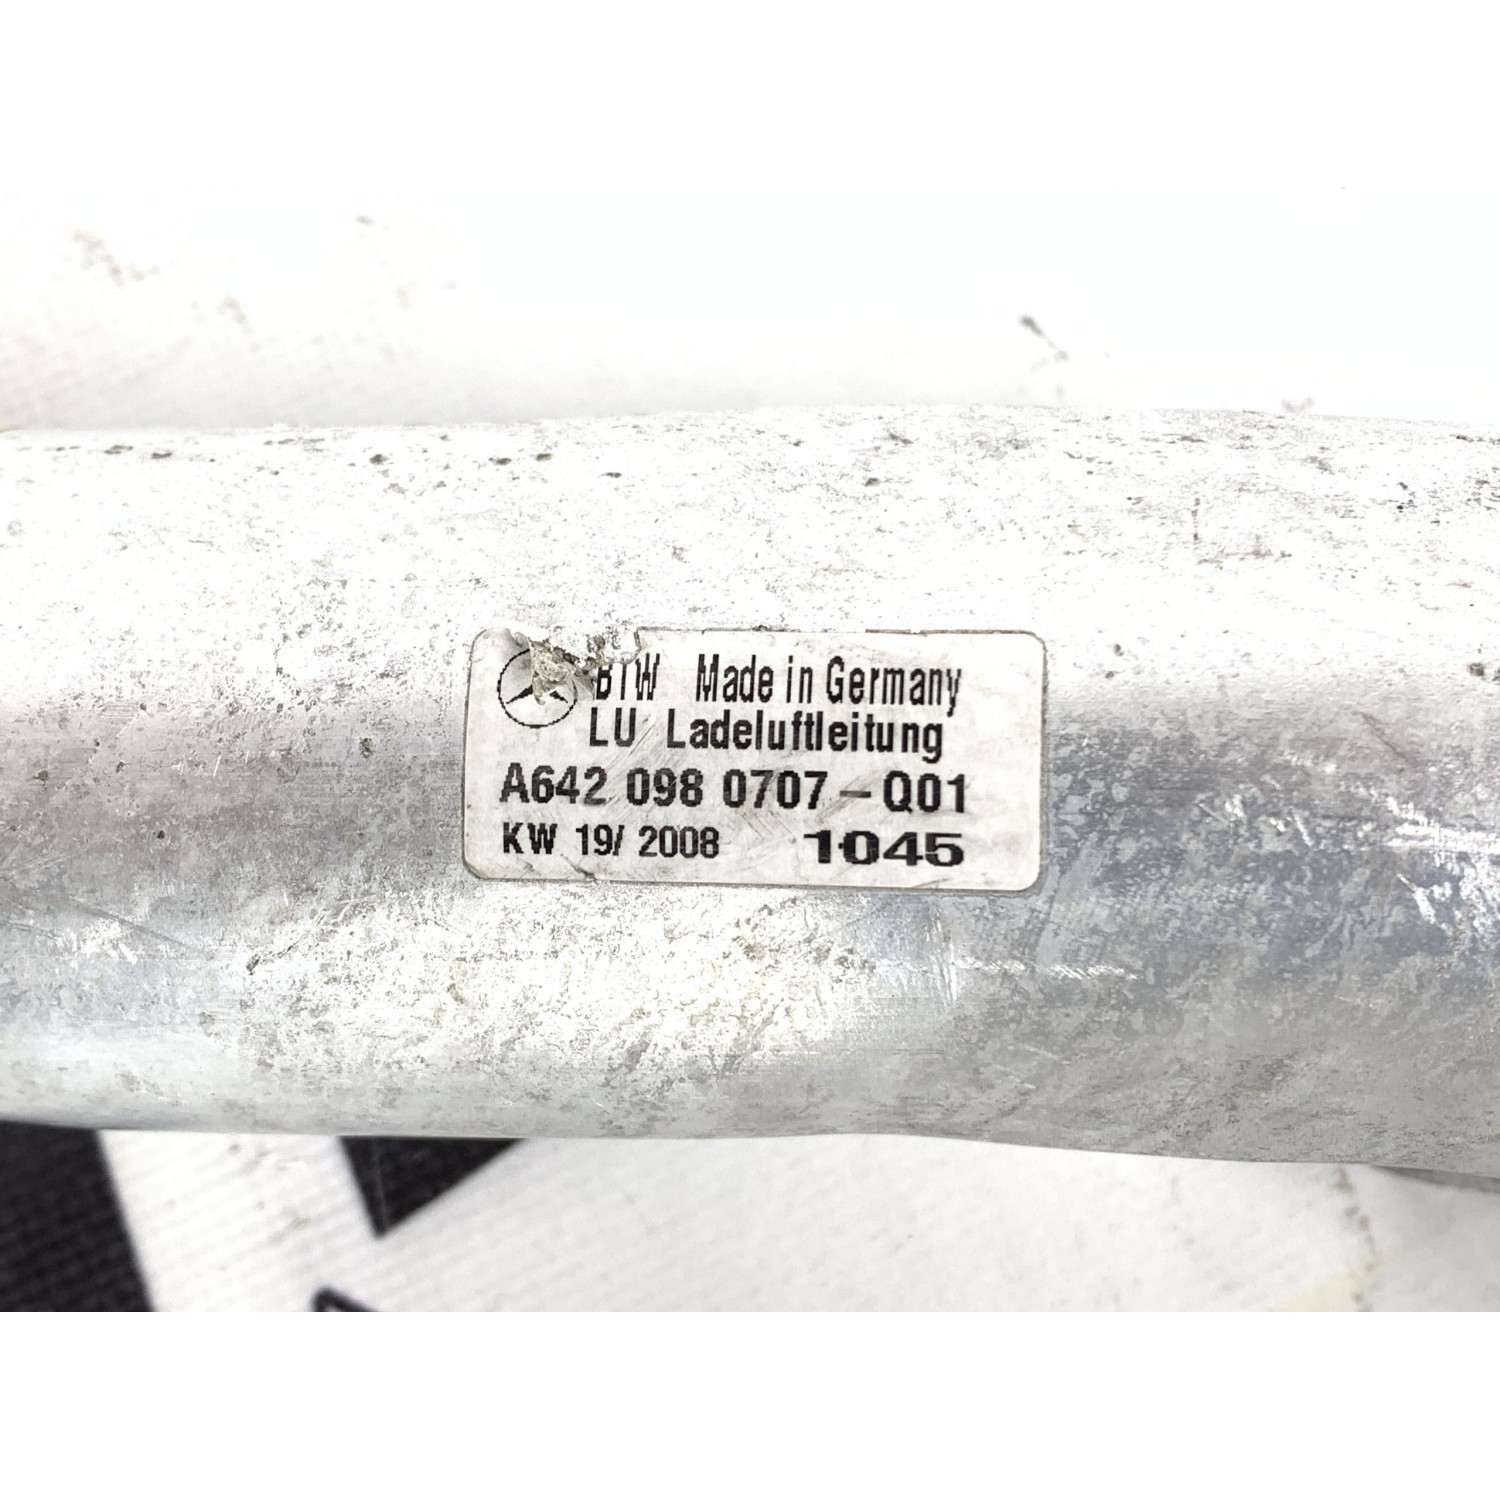 BTW Made in Germany
LU Ladeluftleitung
A642 098 0707-Q01
KW 19/ 2008 1045